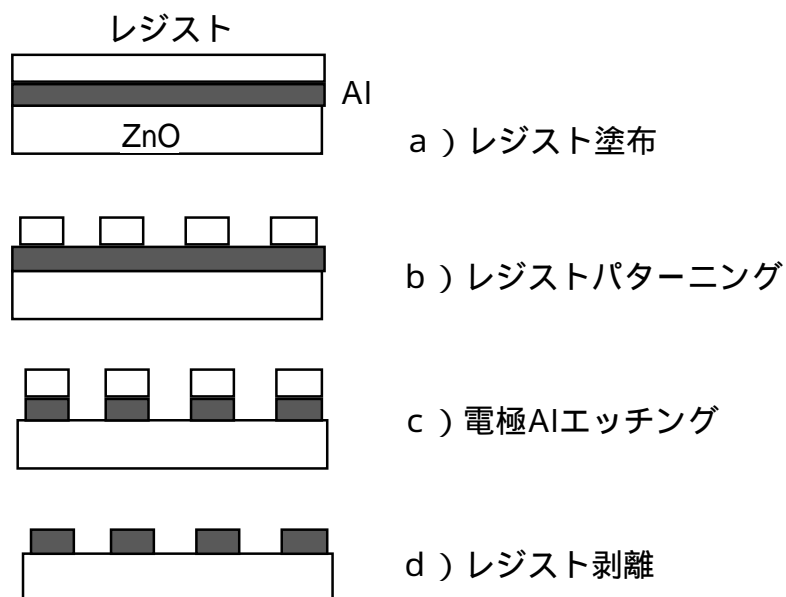 レジスト
Al
ZnO
a )レジスト塗布
b )レジストパターニング
c )電極Alエッチング
d )レジスト剥離